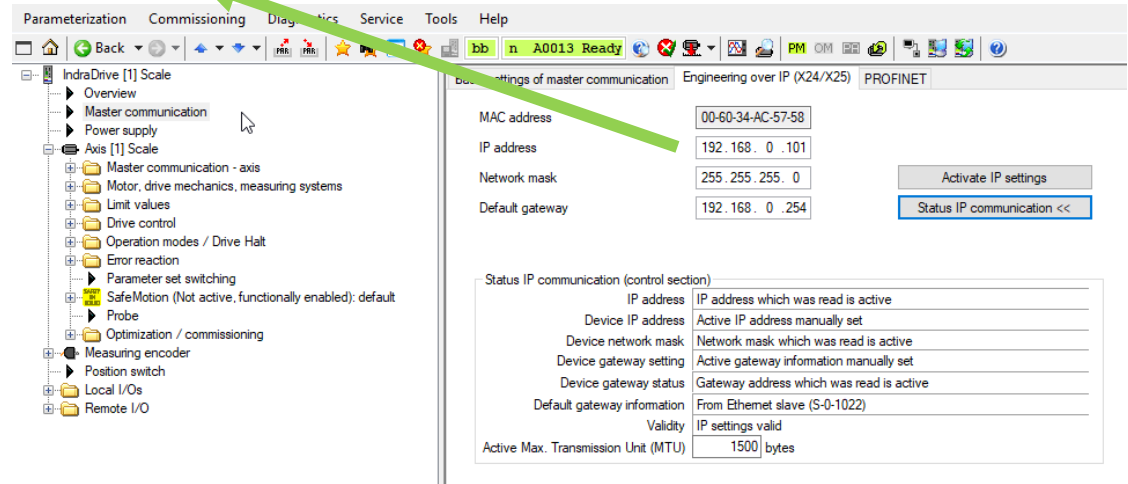 Parameterization Commissioning Diagnostics Service Tools Help
Back bb n A0013 Ready PM OM
IndraDrive [1] Scale
Overview
Master communication
Power supply
Axis [1] Scale
Master communication - axis
Motor, drive mechanics, measuring systems
Limit values
Drive control
Operation modes / Drive Halt
Error reaction
Parameter set switching
SafeMotion (Not active, functionally enabled): default
Probe
Optimization / commissioning
Measuring encoder
Position switch
Local I/Os
Remote I/O
settings of master communication Engineering over IP (X24/X25) PROFINET
MAC address 00-60-34-AC-57-58
IP address 192.168. 0 .101
Network mask 255.255.255. 0 Activate IP settings
Default gateway 192.168. 0 .254 Status IP communication <<
Status IP communication (control section)
IP address IP address which was read is active
Device IP address Active IP address manually set
Device network mask Network mask which was read is active
Device gateway setting Active gateway information manually set
Device gateway status Gateway address which was read is active
Default gateway information From Ethernet slave (S-0-1022)
Validity IP settings valid
Active Max. Transmission Unit (MTU) 1500 bytes